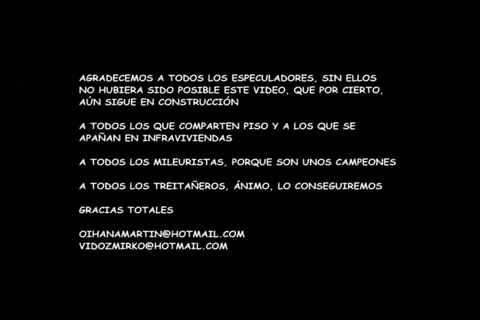 AGRADECEMOS A TODOS LOS ESPECULADORES, SIN ELLOS
NO HUBIERA SIDO POSIBLE ESTE VIDEO, QUE POR CIERTO,
AÚN SIGUE EN CONSTRUCCIÓN
A TODOS LOS QUE COMPARTEN PISO Y A LOS QUE SE
APAÑAN EN INFRAVIVIENDAS
A TODOS LOS MILEURISTAS, PORQUE SON UNOS CAMPEONES
A TODOS LOS TREITAÑEROS, ÁNIMO, LO CONSEGUIREMOS
GRACIAS TOTALES
OIHANAMARTIN@HOTMAIL.COM
VIDOZMIRKO@HOTMAIL.COM